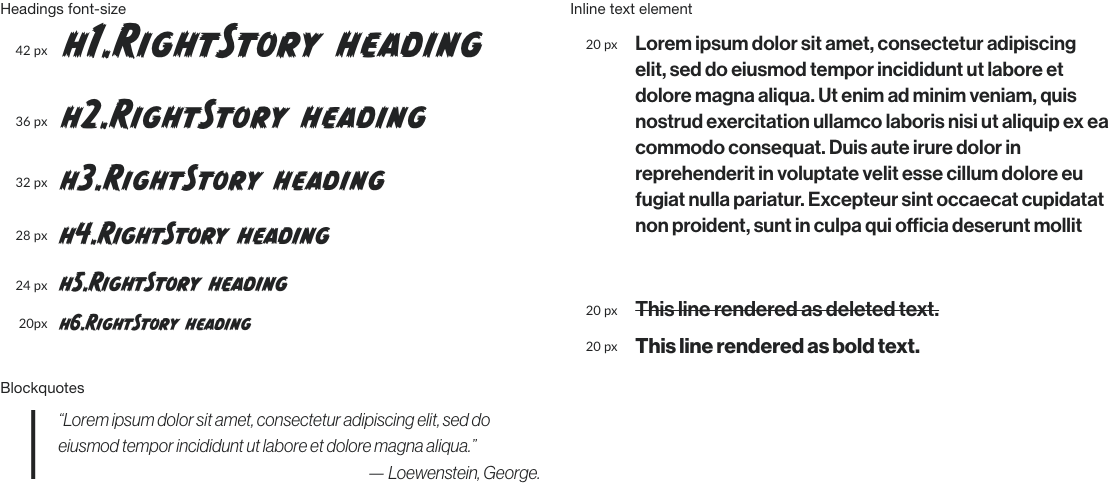 Headings font-size
42 px h1.RightStory heading
36 px h2.RightStory heading
32 px h3.RightStory heading
28 px h4.RightStory heading
24 px h5.RightStory heading
20px h6.RightStory heading
Blockquotes
“Lorem ipsum dolor sit amet, consectetur adipiscing elit, sed do
eiusmod tempor incididunt ut labore et dolore magna aliqua.”
— Loewenstein, George.
Inline text element
20 px Lorem ipsum dolor sit amet, consectetur adipiscing
elit, sed do eiusmod tempor incididunt ut labore et
dolore magna aliqua. Ut enim ad minim veniam, quis
nostrud exercitation ullamco laboris nisi ut aliquip ex ea
commodo consequat. Duis aute irure dolor in
reprehenderit in voluptate velit esse cillum dolore eu
fugiat nulla pariatur. Excepteur sint occaecat cupidatat
non proident, sunt in culpa qui officia deserunt mollit
20 px This line rendered as deleted text.
20 px This line rendered as bold text.